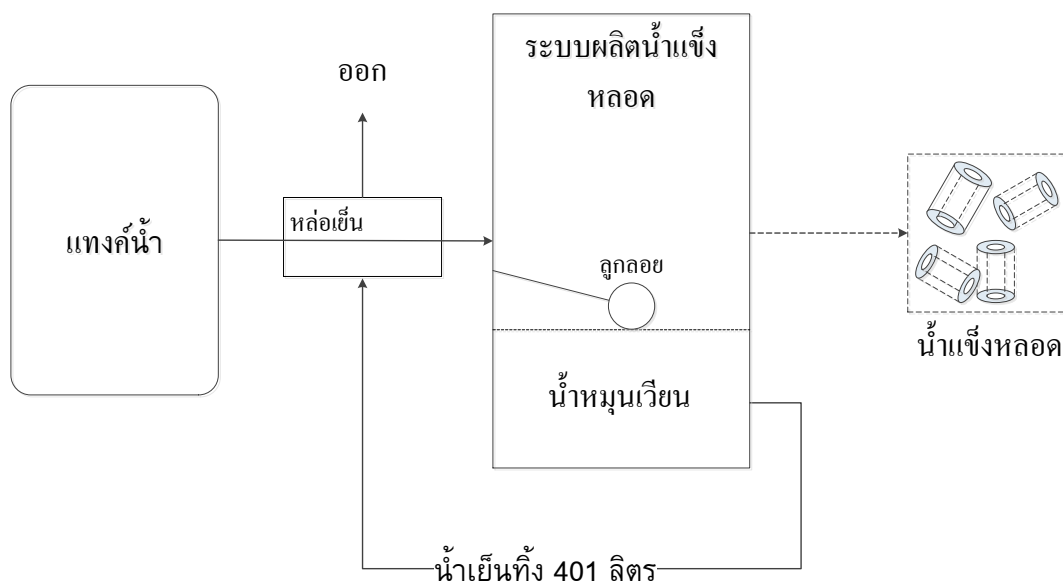 ระบบผลิตน้ำแข็ง
หลอด
ออก
แทงค์น้ำ
หล่อเย็น
ลูกลอย
น้ำแข็งหลอด
น้ำหมุนเวียน
น้ำเย็นทิ้ง 401 ลิตร